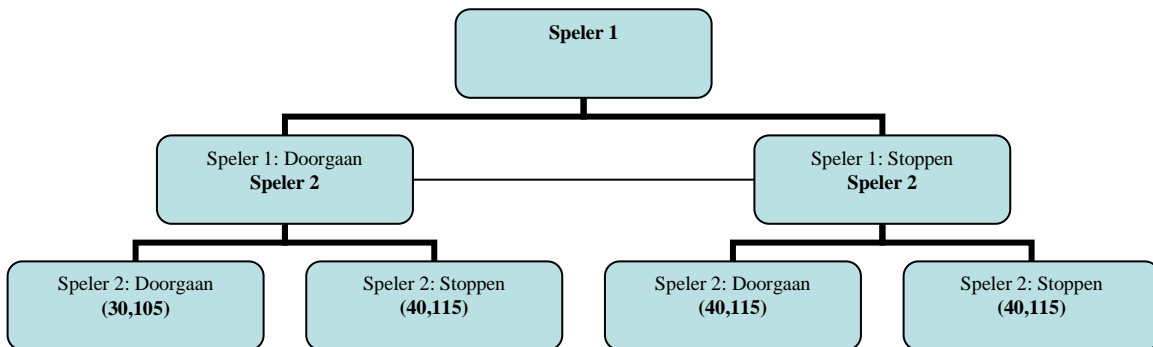 Speler 1
Speler 1: Doorgaan
Speler 2
Speler 1: Stoppen
Speler 2
Speler 2: Doorgaan
(30,105)
Speler 2: Stoppen
(40,115)
Speler 2: Doorgaan
(40,115)
Speler 2: Stoppen
(40,115)